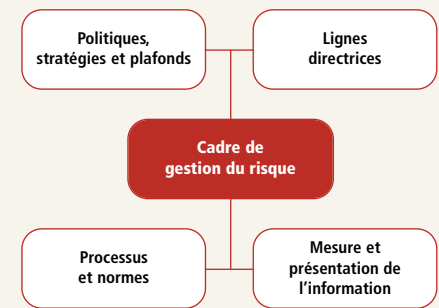 Politiques,
stratégies et plafonds
Lignes
directrices
Cadre de
gestion du risque
Processus
et normes
Mesure et
présentation de
l'information